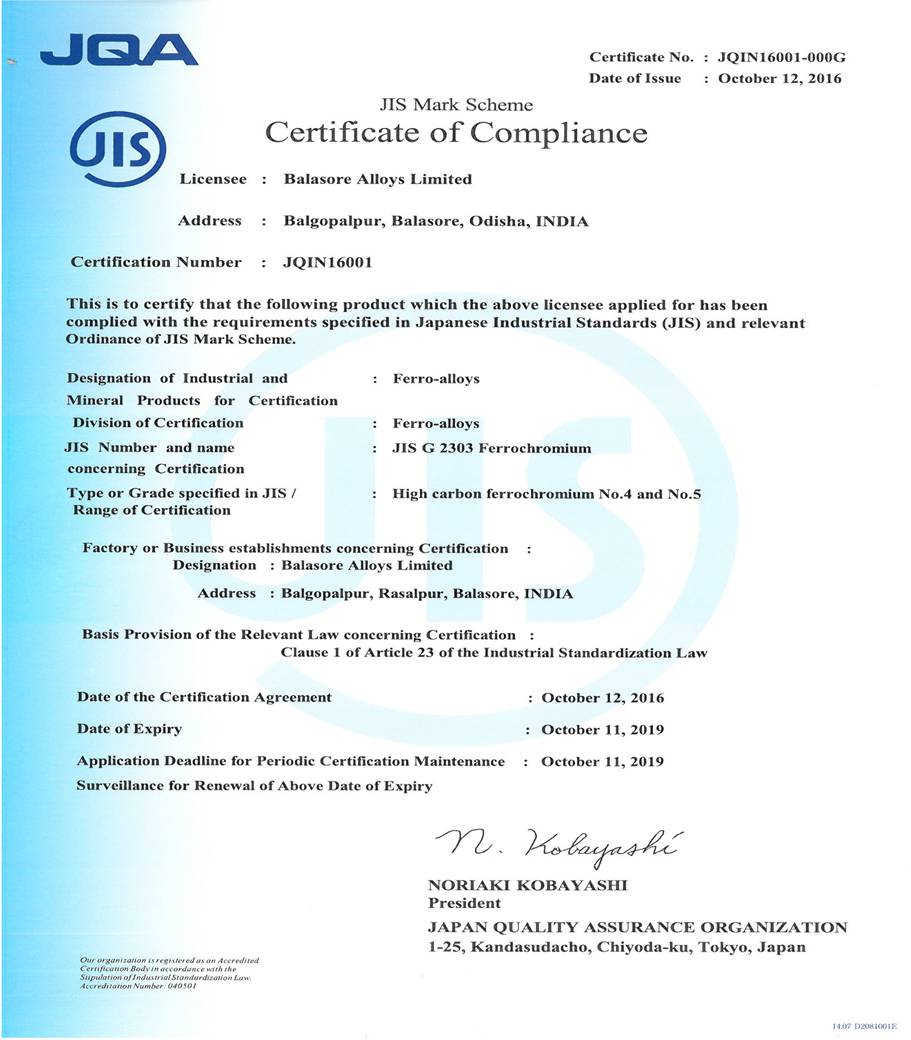 JQA
Certificate No. : JQIN16001-000G
Date of Issue : October 12, 2016
JIS Mark Scheme
Certificate of Compliance
JIS
Licensee : Balasore Alloys Limited
Address : Balgopalpur, Balasore, Odisha, INDIA
Certification Number : JQIN16001
This is to certify that the following product which the above licensee applied for has been
complied with the requirements specified in Japanese Industrial Standards (JIS) and relevant
Ordinance of JIS Mark Scheme.
Designation of Industrial and : Ferro-alloys
Mineral Products for Certification
Division of Certification : Ferro-alloys
JIS Number and name : JIS G 2303 Ferrochromium
concerning Certification
Type or Grade specified in JIS / : High carbon ferrochromium No.4 and No.5
Range of Certification
JIS
Factory or Business establishments concerning Certification :
Designation : Balasore Alloys Limited
Address : Balgopalpur, Rasalpur, Balasore, INDIA
Basis Provision of the Relevant Law concerning Certification :
Clause 1 of Article 23 of the Industrial Standardization Law
Date of the Certification Agreement : October 12, 2016
Date of Expiry : October 11, 2019
Application Deadline for Periodic Certification Maintenance : October 11, 2019
Surveillance for Renewal of Above Date of Expiry
N. Kobayashi
NORIAKI KOBAYASHI
President
JAPAN QUALITY ASSURANCE ORGANIZATION
1-25, Kandasudacho, Chiyoda-ku, Tokyo, Japan
Our organization is registered as an Accredited
Certification Body in accordance with the
Stipulation of Industrial Standardization Law.
Accreditation Number: 040501
14.07 D2081001E